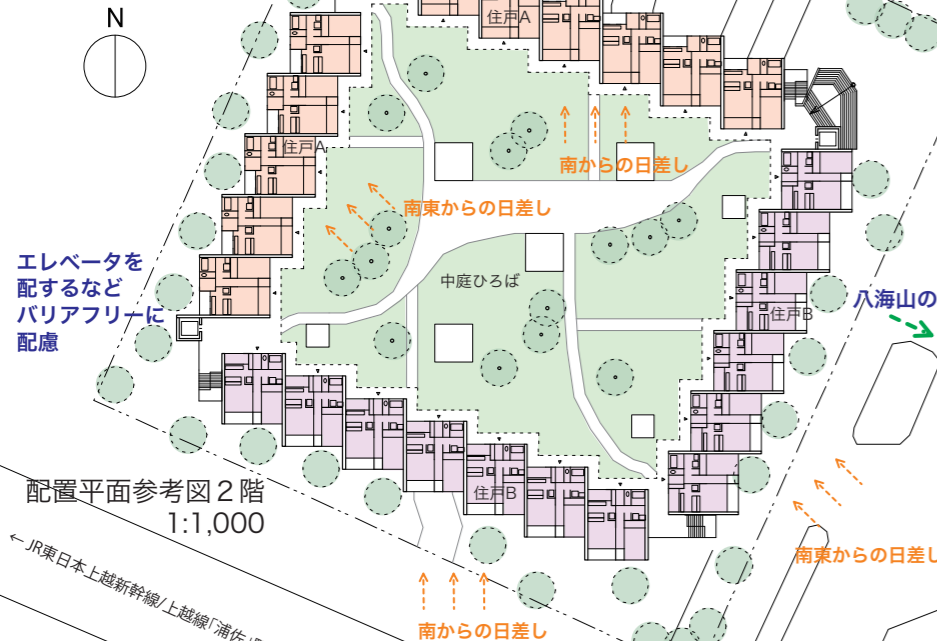 N
住戸A
住戸A
南からの日差し
南東からの日差し
エレベータを
配するなど
バリアフリーに
配慮
中庭ひろば
八海山の
住戸B
配置平面参考図2階
1:1,000
住戸B
←JR東日本上越新幹線/上越線「浦佐」
南東からの日差し
南からの日差し